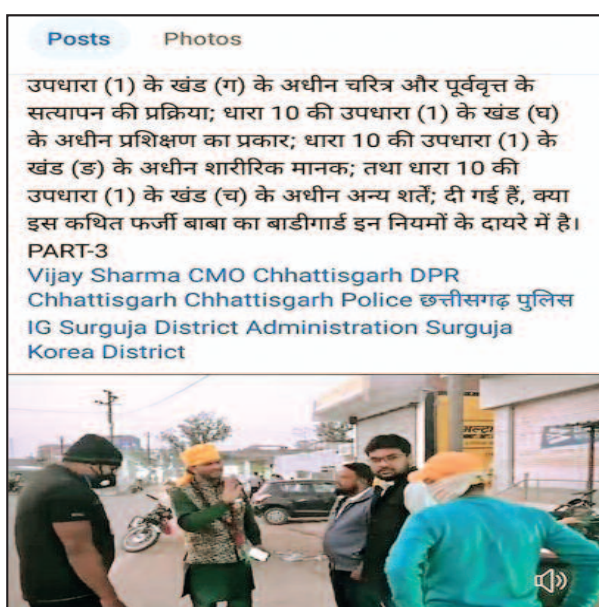 Posts Photos
उपधारा (1) के खंड (ग) के अधीन चरित्र और पूर्ववृत्त के
सत्यापन की प्रक्रिया; धारा 10 की उपधारा (1) के खंड (घ)
के अधीन प्रशिक्षण का प्रकार; धारा 10 की उपधारा (1) के
खंड (ङ) के अधीन शारीरिक मानक; तथा धारा 10 की
उपधारा (1) के खंड (च) के अधीन अन्य शर्तें; दी गई हैं, क्या
इस कथित फर्जी बाबा का बाडीगार्ड इन नियमों के दायरे में है।
PART-3
Vijay Sharma CMO Chhattisgarh DPR
Chhattisgarh Chhattisgarh Police छत्तीसगढ़ पुलिस
IG Surguja District Administration Surguja
Korea District